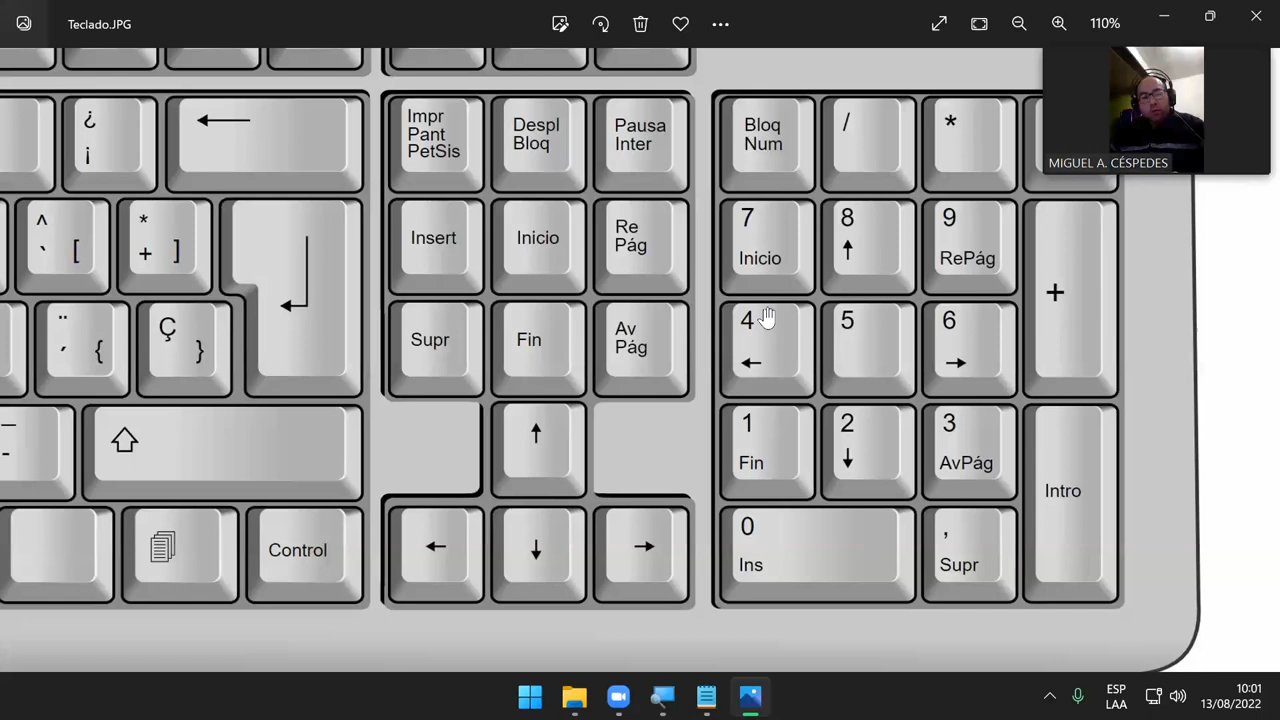 Teclado.JPG
110%
MIGUEL A. CÉSPEDES
¿
¡
←
Impr
Pant
PetSis
Despl
Bloq
Pausa
Inter
Bloq
Num
/
*
^
` [
*
+ ]
Insert
Inicio
Re
Pág
7
Inicio
8
↑
9
RePág
+
¨
´ {
Ç
}
Supr
Fin
Av
Pág
4
←
5
6
→
_
-
↑
1
Fin
2
↓
3
AvPág
Intro
Control
←
↓
→
0
Ins
,
Supr
ESP
LAA
10:01
13/08/2022